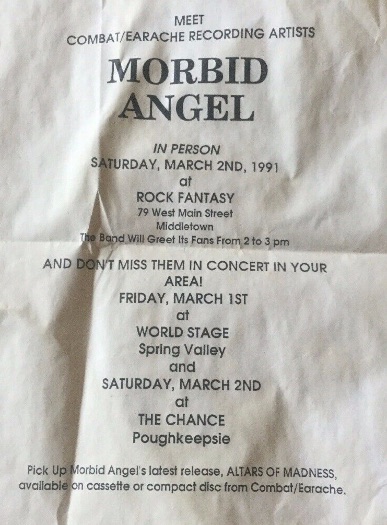 MEET
COMBAT/EARACHE RECORDING ARTISTS
MORBID
ANGEL
IN PERSON
SATURDAY, MARCH 2ND, 1991
at
ROCK FANTASY
79 West Main Street
Middletown
The Band Will Greet Its Fans From 2 to 3 pm
AND DON'T MISS THEM IN CONCERT IN YOUR
AREA!
FRIDAY, MARCH 1ST
at
WORLD STAGE
Spring Valley
and
SATURDAY, MARCH 2ND
at
THE CHANCE
Poughkeepsie
Pick Up Morbid Angel's latest release, ALTARS OF MADNESS,
available on cassette or compact disc from Combat/Earache.